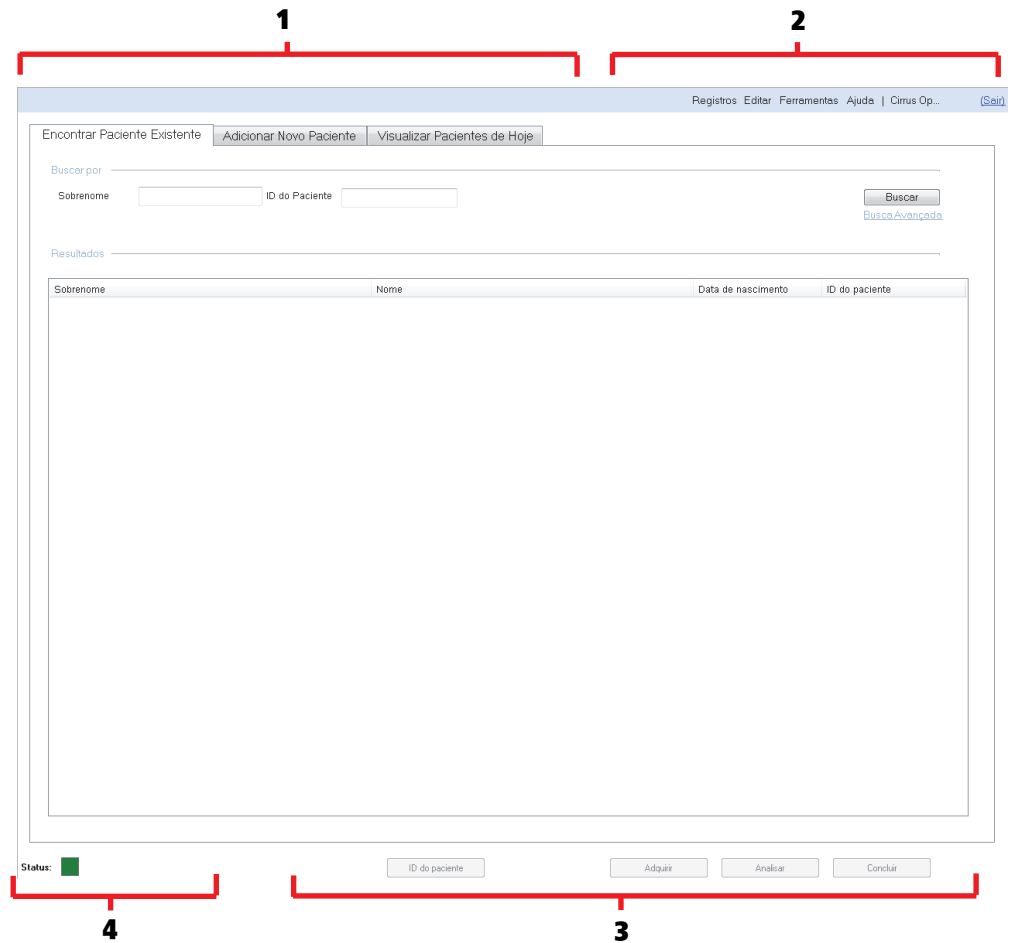 1 2
Registros Editar Ferramentas Ajuda | Cirrus Op... (Sair)
Encontrar Paciente Existente Adicionar Novo Paciente Visualizar Pacientes de Hoje
Buscar por
Sobrenome ID do Paciente Buscar
Busca Avançada
Resultados
Sobrenome Nome Data de nascimento ID do paciente
Status: ID do paciente Adquirir Analisar Concluir
4 3